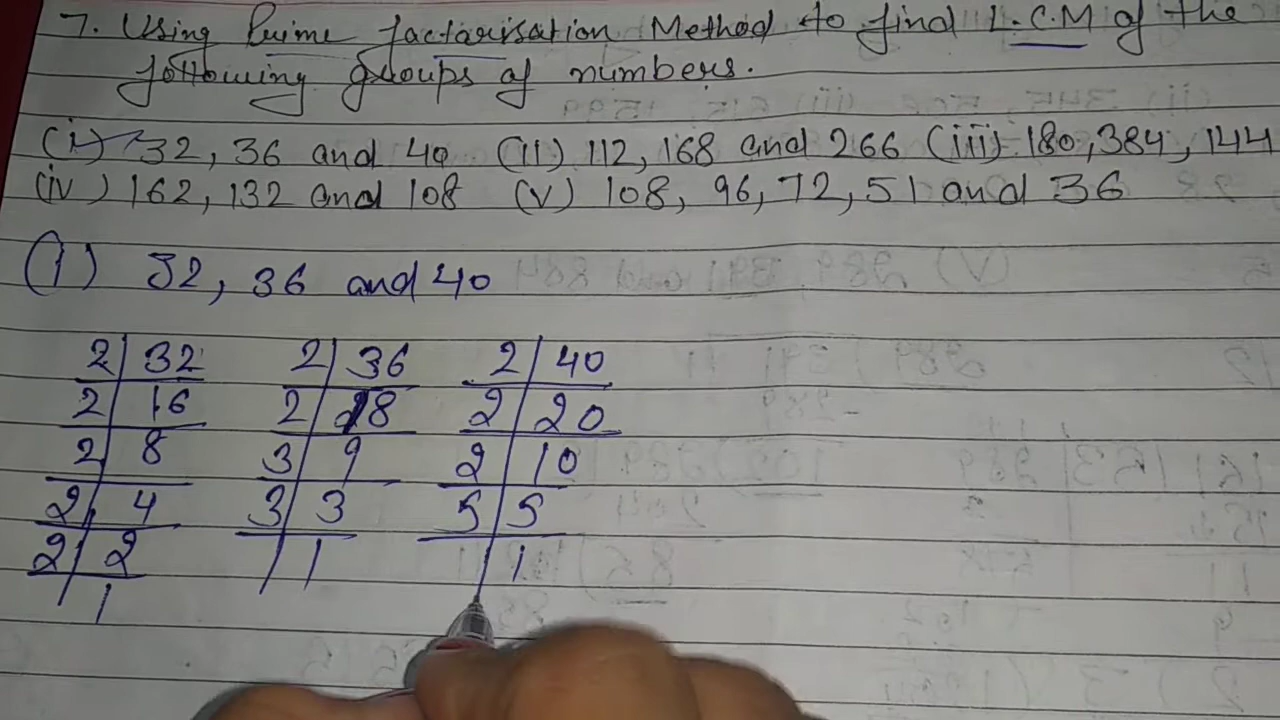 7. Using Prime factarisation Method to find L.C.M of the
following groups of numbers.
(i) 32, 36 and 40 (II) 112, 168 and 266 (iii) 180, 384, 144
(iv) 162, 132 and 108 (V) 108, 96, 72, 51 and 36
(I) 32, 36 and 40
2 | 32 2 | 36 2 | 40
2 | 16 2 | 18 2 | 20
2 | 8 3 | 9 2 | 10
2 | 4 3 | 3 5 | 5
2 | 2 | 1 | 1
| 1